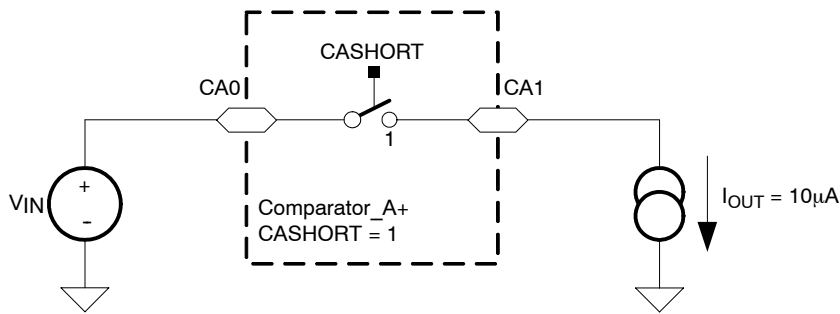 CASHORT
CA0
CA1
1
VIN
+
-
Comparator_A+
CASHORT = 1
IOUT = 10µA